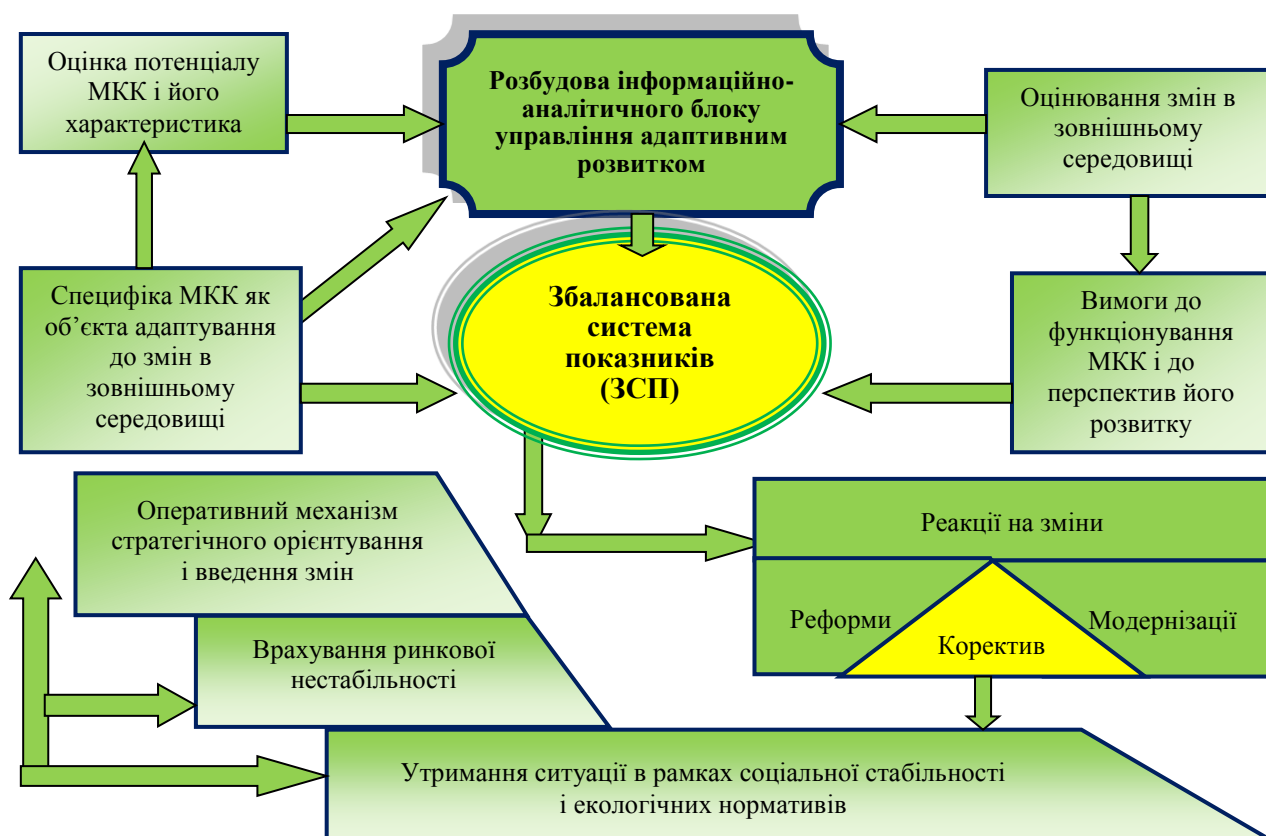 Оцінка потенціалу
МКК і його
характеристика
Розбудова інформаційно-
аналітичного блоку
управління адаптивним
розвитком
Оцінювання змін в
зовнішньому
середовищі
Специфіка МКК як
об’єкта адаптування
до змін в
зовнішньому
середовищі
Збалансована
система
показників
(ЗСП)
Вимоги до
функціонування
МКК і до
перспектив його
розвитку
Оперативний механізм
стратегічного орієнтування
і введення змін
Реакції на зміни
Реформи
Модернізації
Коректив
Врахування ринкової
нестабільності
Утримання ситуації в рамках соціальної стабільності
і екологічних нормативів